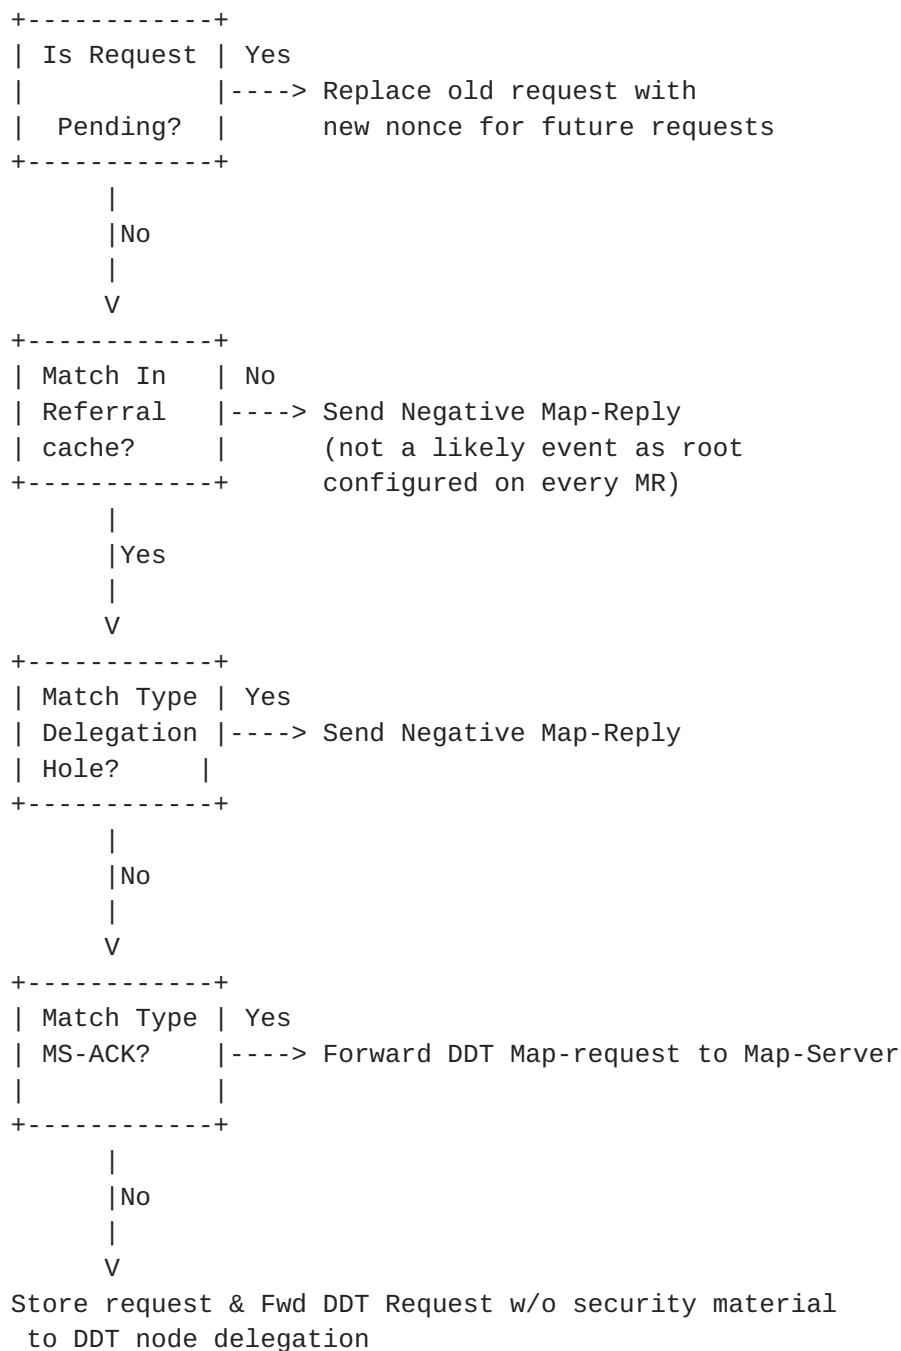 +------------+
| Is Request | Yes
|            |----> Replace old request with
|  Pending?  |      new nonce for future requests
+------------+
      |
      |No
      |
      V
+------------+
| Match In   | No
| Referral   |----> Send Negative Map-Reply
| cache?     |      (not a likely event as root
+------------+      configured on every MR)
      |
      |Yes
      |
      V
+------------+
| Match Type | Yes
| Delegation |----> Send Negative Map-Reply
| Hole?     |
+------------+
      |
      |No
      |
      V
+------------+
| Match Type | Yes
| MS-ACK?    |----> Forward DDT Map-request to Map-Server
|            |
+------------+
      |
      |No
      |
      V
Store request & Fwd DDT Request w/o security material
 to DDT node delegation